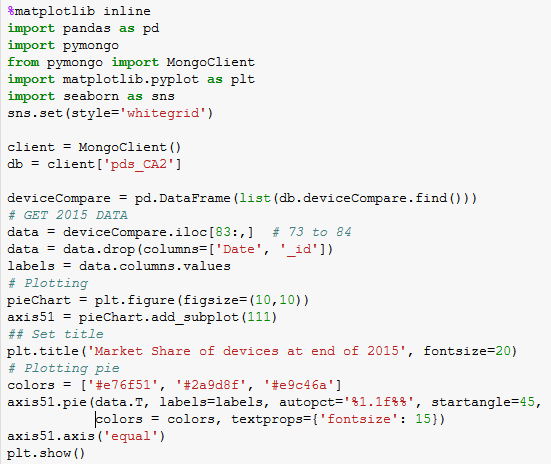 %matplotlib inline
import pandas as pd
import pymongo
from pymongo import MongoClient
import matplotlib.pyplot as plt
import seaborn as sns
sns.set(style='whitegrid')

client = MongoClient()
db = client['pds_CA2']

deviceCompare = pd.DataFrame(list(db.deviceCompare.find()))
# GET 2015 DATA
data = deviceCompare.iloc[83:,]  # 73 to 84
data = data.drop(columns=['Date', '_id'])
labels = data.columns.values
# Plotting
pieChart = plt.figure(figsize=(10,10))
axis51 = pieChart.add_subplot(111)
## Set title
plt.title('Market Share of devices at end of 2015', fontsize=20)
# Plotting pie
colors = ['#e76f51', '#2a9d8f', '#e9c46a']
axis51.pie(data.T, labels=labels, autopct='%1.1f%%', startangle=45,
           colors = colors, textprops={'fontsize': 15})
axis51.axis('equal')
plt.show()